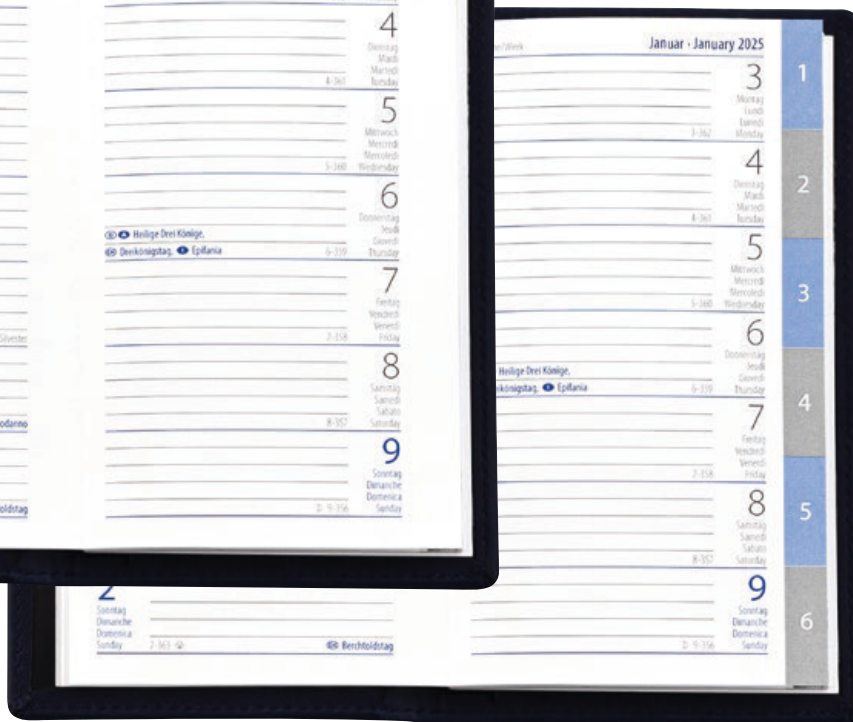 4
Dienstag
Mardi
Martedì
Tuesday
4-361
5
Mittwoch
Mercredi
Mercoledì
Wednesday
5-360
6
Donnerstag
Jeudi
Giovedì
Thursday
Heilige Drei Könige,
Dreikönigstag, Epifania
6-359
7
Freitag
Vendredi
Venerdì
Friday
7-358
8
Samstag
Samedi
Sabato
Saturday
8-357
9
Sonntag
Dimanche
Domenica
Sunday
9-356
Silvester
odanno
oldstag
2
Sonntag
Dimanche
Domenica
Sunday
2-363
Berchtoldstag
/Week
Januar · January 2025
3
Montag
Lundi
Lunedì
Monday
3-362
4
Dienstag
Mardi
Martedì
Tuesday
4-361
5
Mittwoch
Mercredi
Mercoledì
Wednesday
5-360
6
Donnerstag
Jeudi
Giovedì
Thursday
Heilige Drei Könige,
ikönigstag, Epifania
6-359
7
Freitag
Vendredi
Venerdì
Friday
7-358
8
Samstag
Samedi
Sabato
Saturday
8-357
9
Sonntag
Dimanche
Domenica
Sunday
9-356
1
2
3
4
5
6